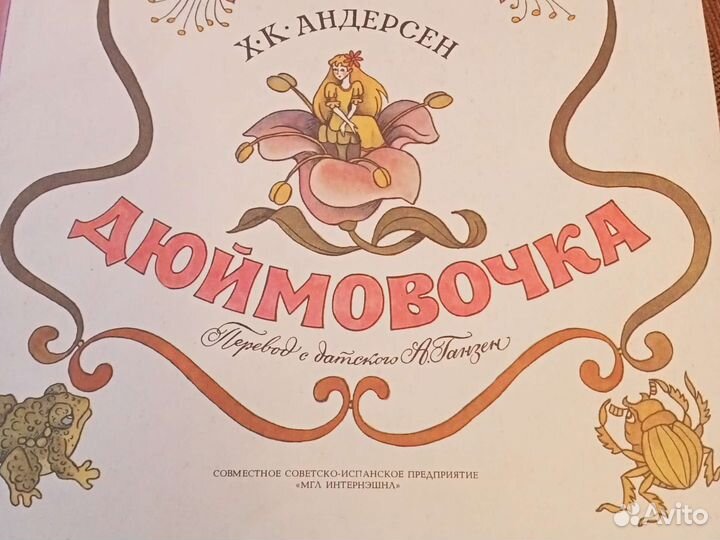 Х·К·АНДЕРСЕН
ДЮЙМОВОЧКА
Перевод с датского А. Ганзен
СОВМЕСТНОЕ СОВЕТСКО-ИСПАНСКОЕ ПРЕДПРИЯТИЕ
«МГЛ ИНТЕРНЭШНЛ»
Avito